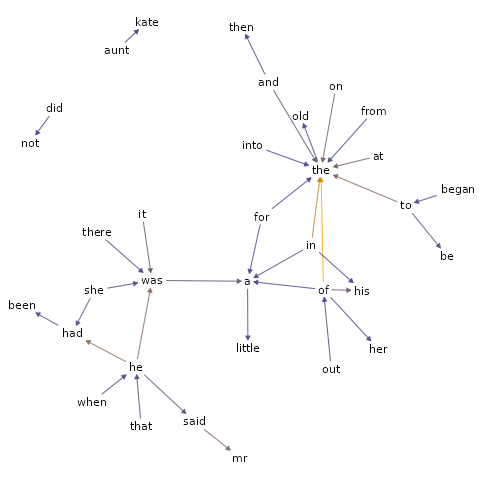 kate
then
aunt
and
on
did
from
old
not
into
at
the
began
to
it
for
there
in
be
was
a
of
his
she
been
had
little
her
he
out
when
said
that
mr